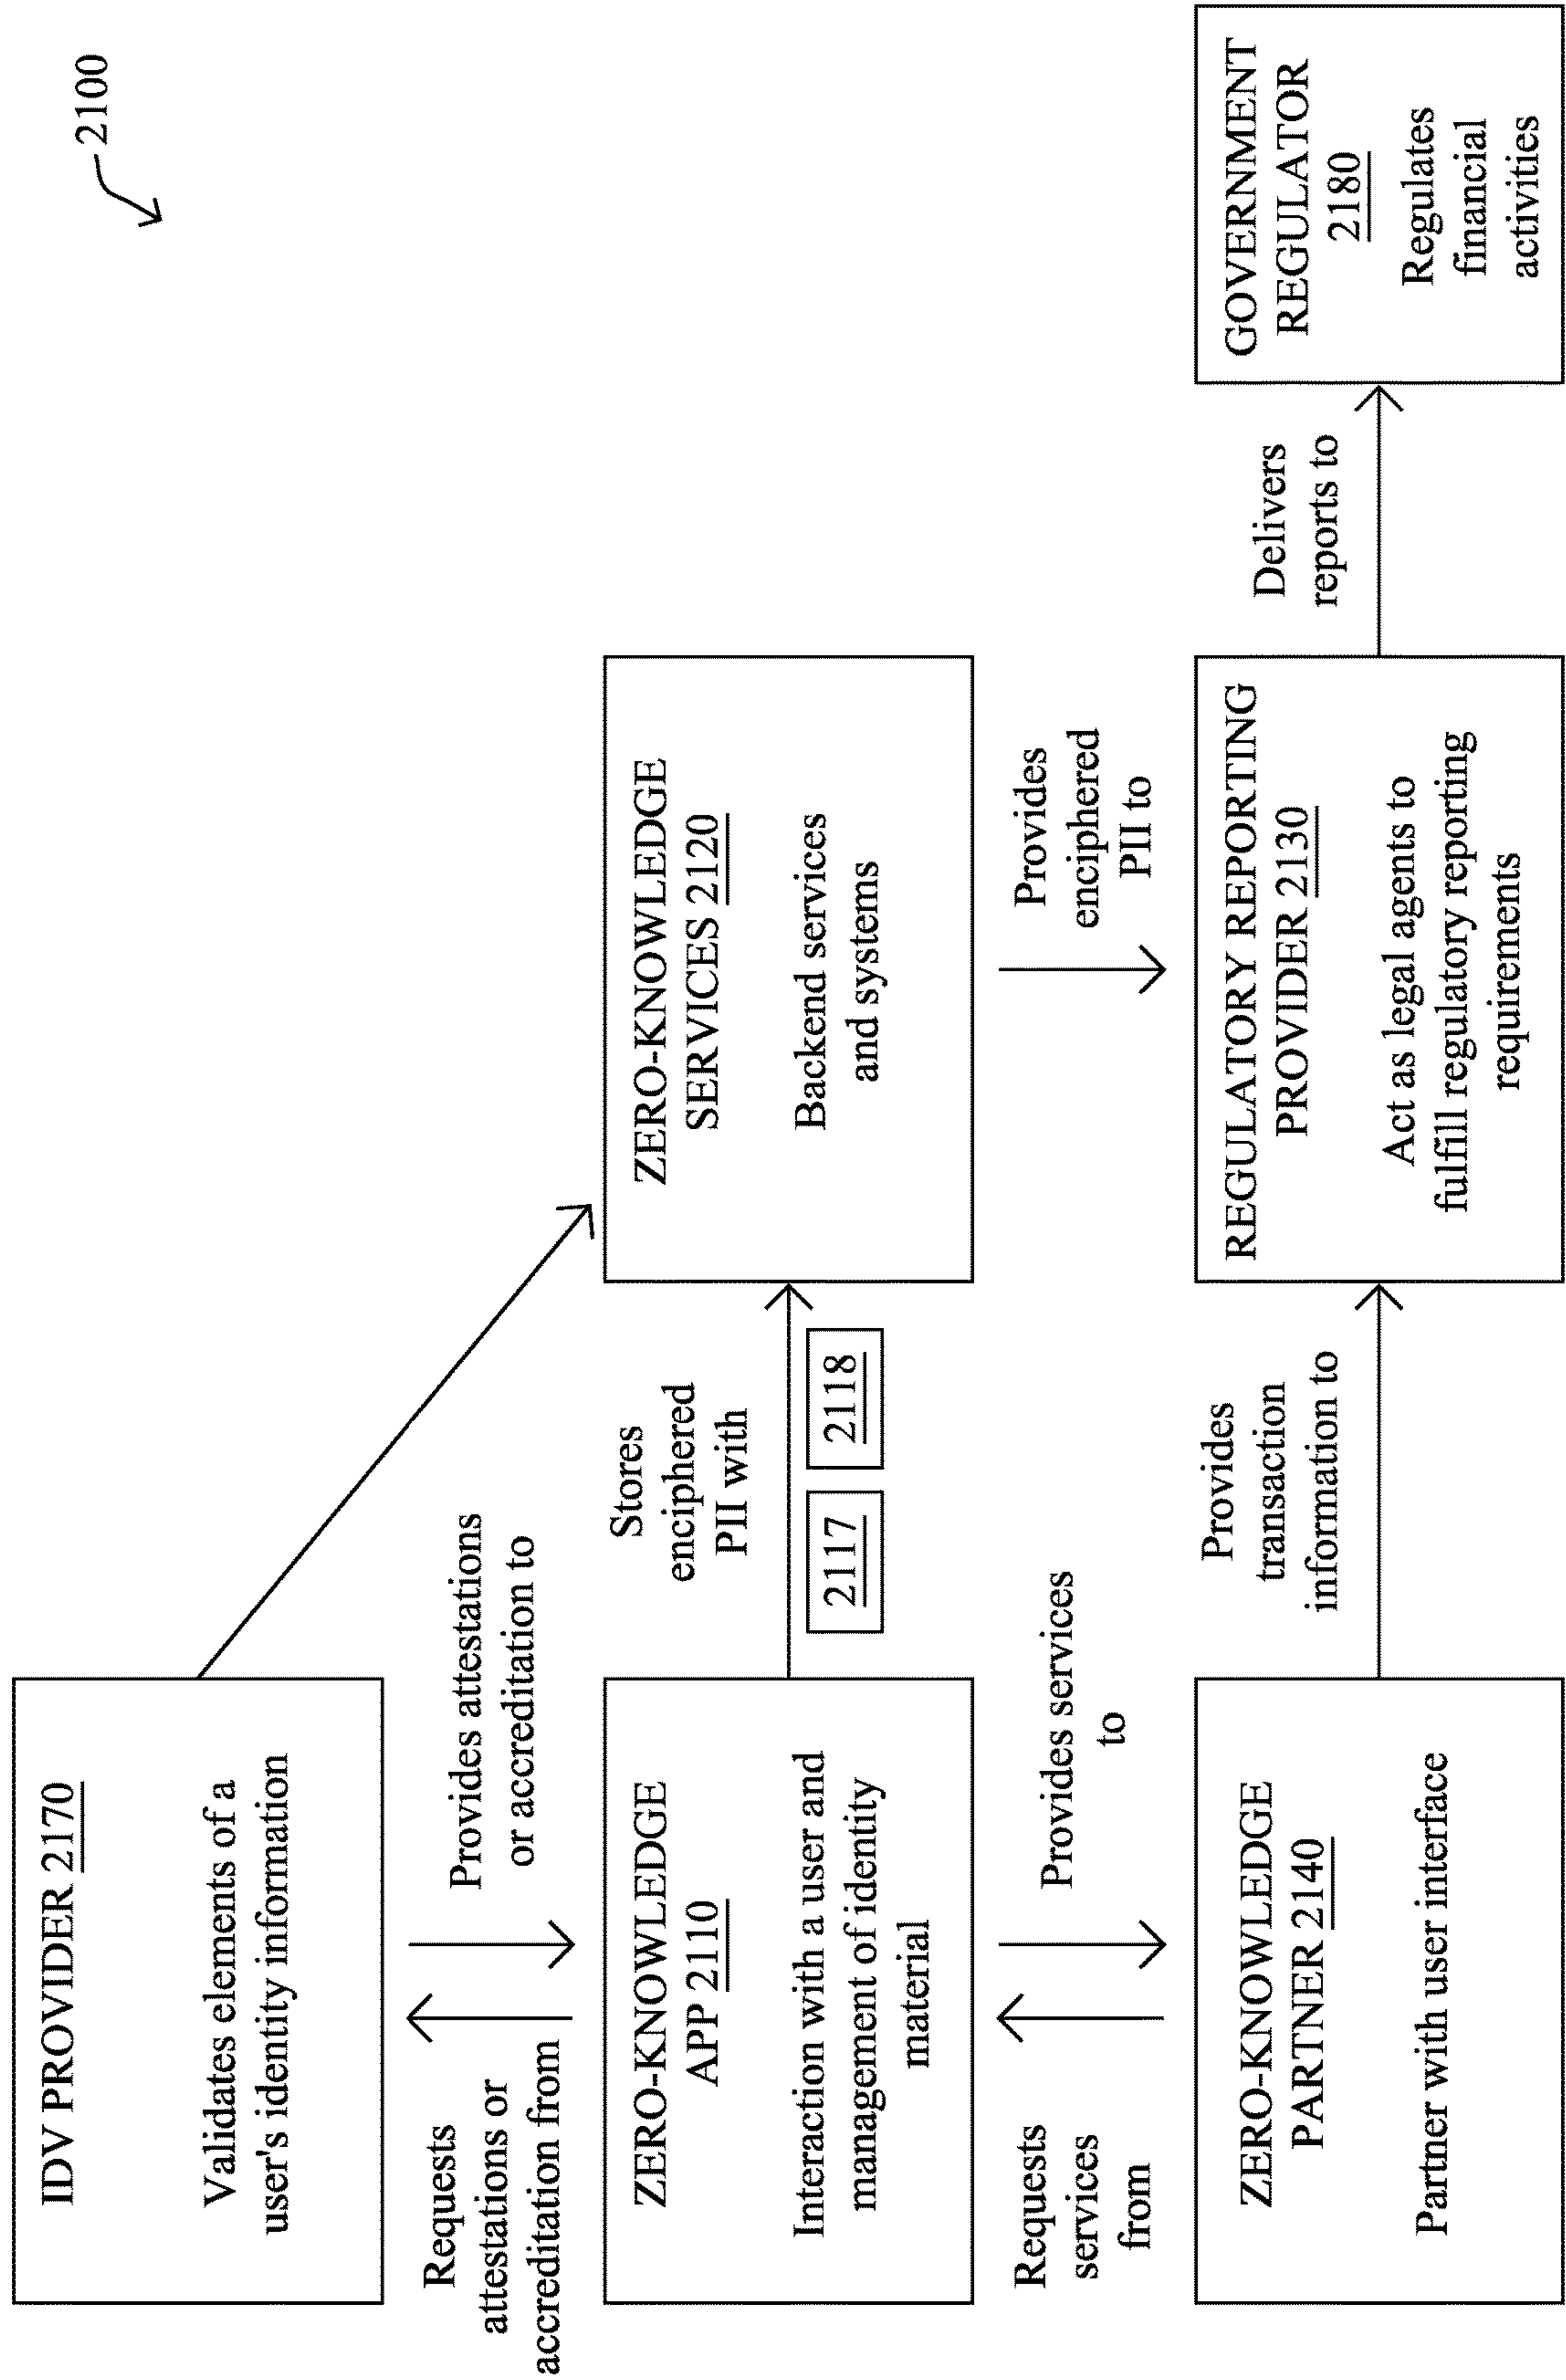 2100
IDV PROVIDER 2170
Validates elements of a
user's identity information
Requests
attestations or
accreditation from
Provides attestations
or accreditation to
ZERO-KNOWLEDGE
APP 2110
Interaction with a user and
management of identity
material
Stores
enciphered
PII with
2117
2118
ZERO-KNOWLEDGE
SERVICES 2120
Backend services
and systems
Requests
services
from
Provides services
to
Provides
enciphered
PII to
ZERO-KNOWLEDGE
PARTNER 2140
Partner with user interface
Provides
transaction
information to
REGULATORY REPORTING
PROVIDER 2130
Act as legal agents to
fulfill regulatory reporting
requirements
Delivers
reports to
GOVERNMENT
REGULATOR
2180
Regulates
financial
activities